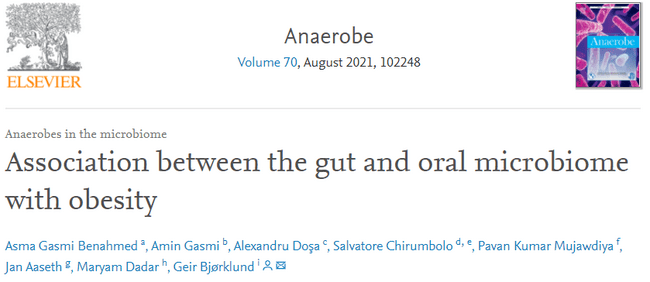 ELSEVIER
Anaerobe
Volume 70, August 2021, 102248
Anaerobe
Anaerobes in the microbiome
Association between the gut and oral microbiome
with obesity
Asma Gasmi Benahmed ᵃ, Amin Gasmi ᵇ, Alexandru Doşa ᶜ, Salvatore Chirumbolo ᵈ, ᵉ, Pavan Kumar Mujawdiya ᶠ,
Jan Aaseth ᵍ, Maryam Dadar ʰ, Geir Bjørklund ⁱ